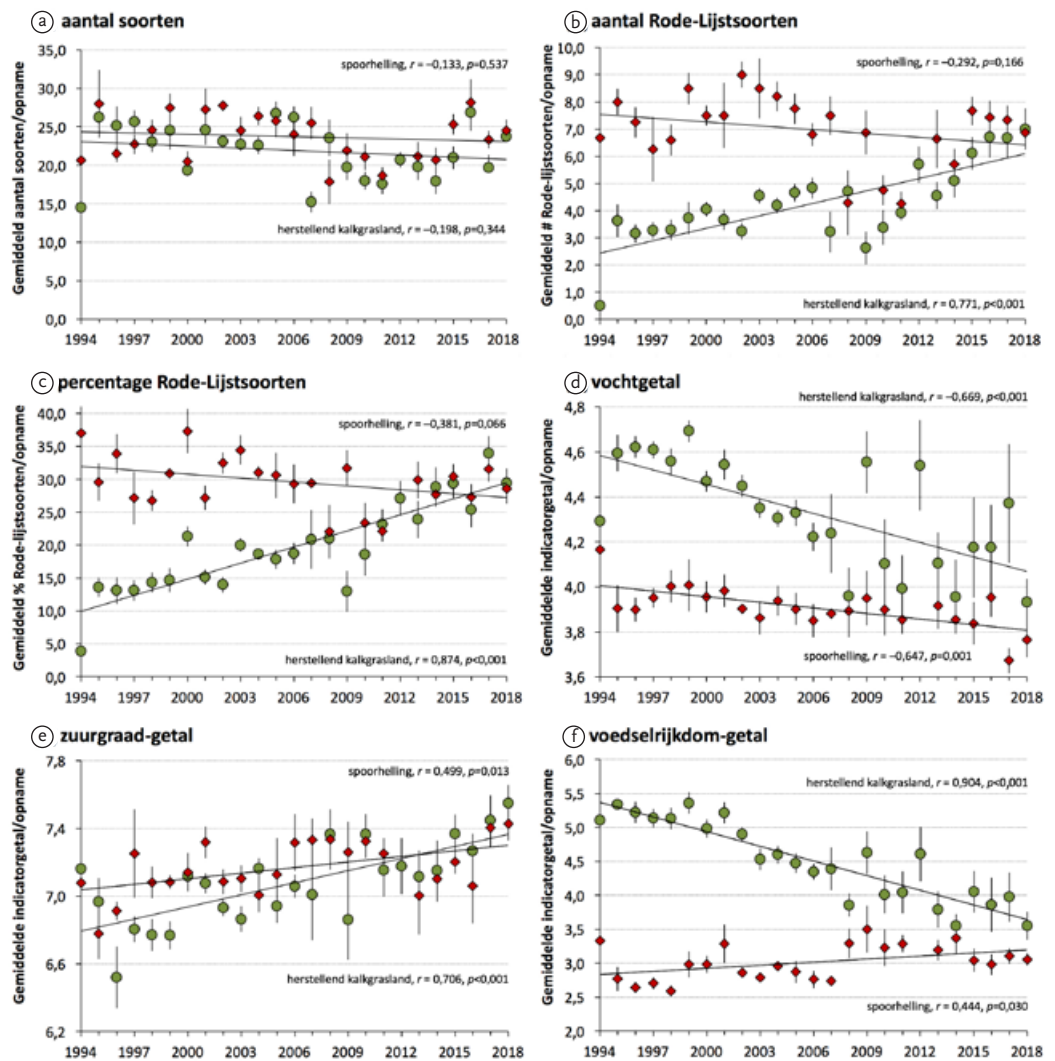 a aantal soorten
Gemiddeld aantal soorten/opname
35,0
30,0
25,0
20,0
15,0
10,0
5,0
0,0
spoorhelling, r = –0,133, p=0,537
herstellend kalkgrasland, r = –0,198, p=0,344
1994 1997 2000 2003 2006 2009 2012 2015 2018
b aantal Rode-Lijstsoorten
Gemiddeld # Rode-lijstsoorten/opname
10,0
9,0
8,0
7,0
6,0
5,0
4,0
3,0
2,0
1,0
0,0
spoorhelling, r = –0,292, p=0,166
herstellend kalkgrasland, r = 0,771, p<0,001
1994 1997 2000 2003 2006 2009 2012 2015 2018
c percentage Rode-Lijstsoorten
Gemiddeld % Rode-lijstsoorten/opname
40,0
35,0
30,0
25,0
20,0
15,0
10,0
5,0
0,0
spoorhelling, r = –0,381, p=0,066
herstellend kalkgrasland, r = 0,874, p<0,001
1994 1997 2000 2003 2006 2009 2012 2015 2018
d vochtgetal
Gemiddelde indicatorgetal/opname
4,8
4,6
4,4
4,2
4,0
3,8
3,6
herstellend kalkgrasland, r = –0,669, p<0,001
spoorhelling, r = –0,647, p=0,001
1994 1997 2000 2003 2006 2009 2012 2015 2018
e zuurgraad-getal
Gemiddelde indicatorgetal/opname
7,8
7,4
7,0
6,6
6,2
spoorhelling, r = 0,499, p=0,013
herstellend kalkgrasland, r = 0,706, p<0,001
1994 1997 2000 2003 2006 2009 2012 2015 2018
f voedselrijkdom-getal
Gemiddelde indicatorgetal/opname
6,0
5,5
5,0
4,5
4,0
3,5
3,0
2,5
2,0
herstellend kalkgrasland, r = 0,904, p<0,001
spoorhelling, r = 0,444, p=0,030
1994 1997 2000 2003 2006 2009 2012 2015 2018